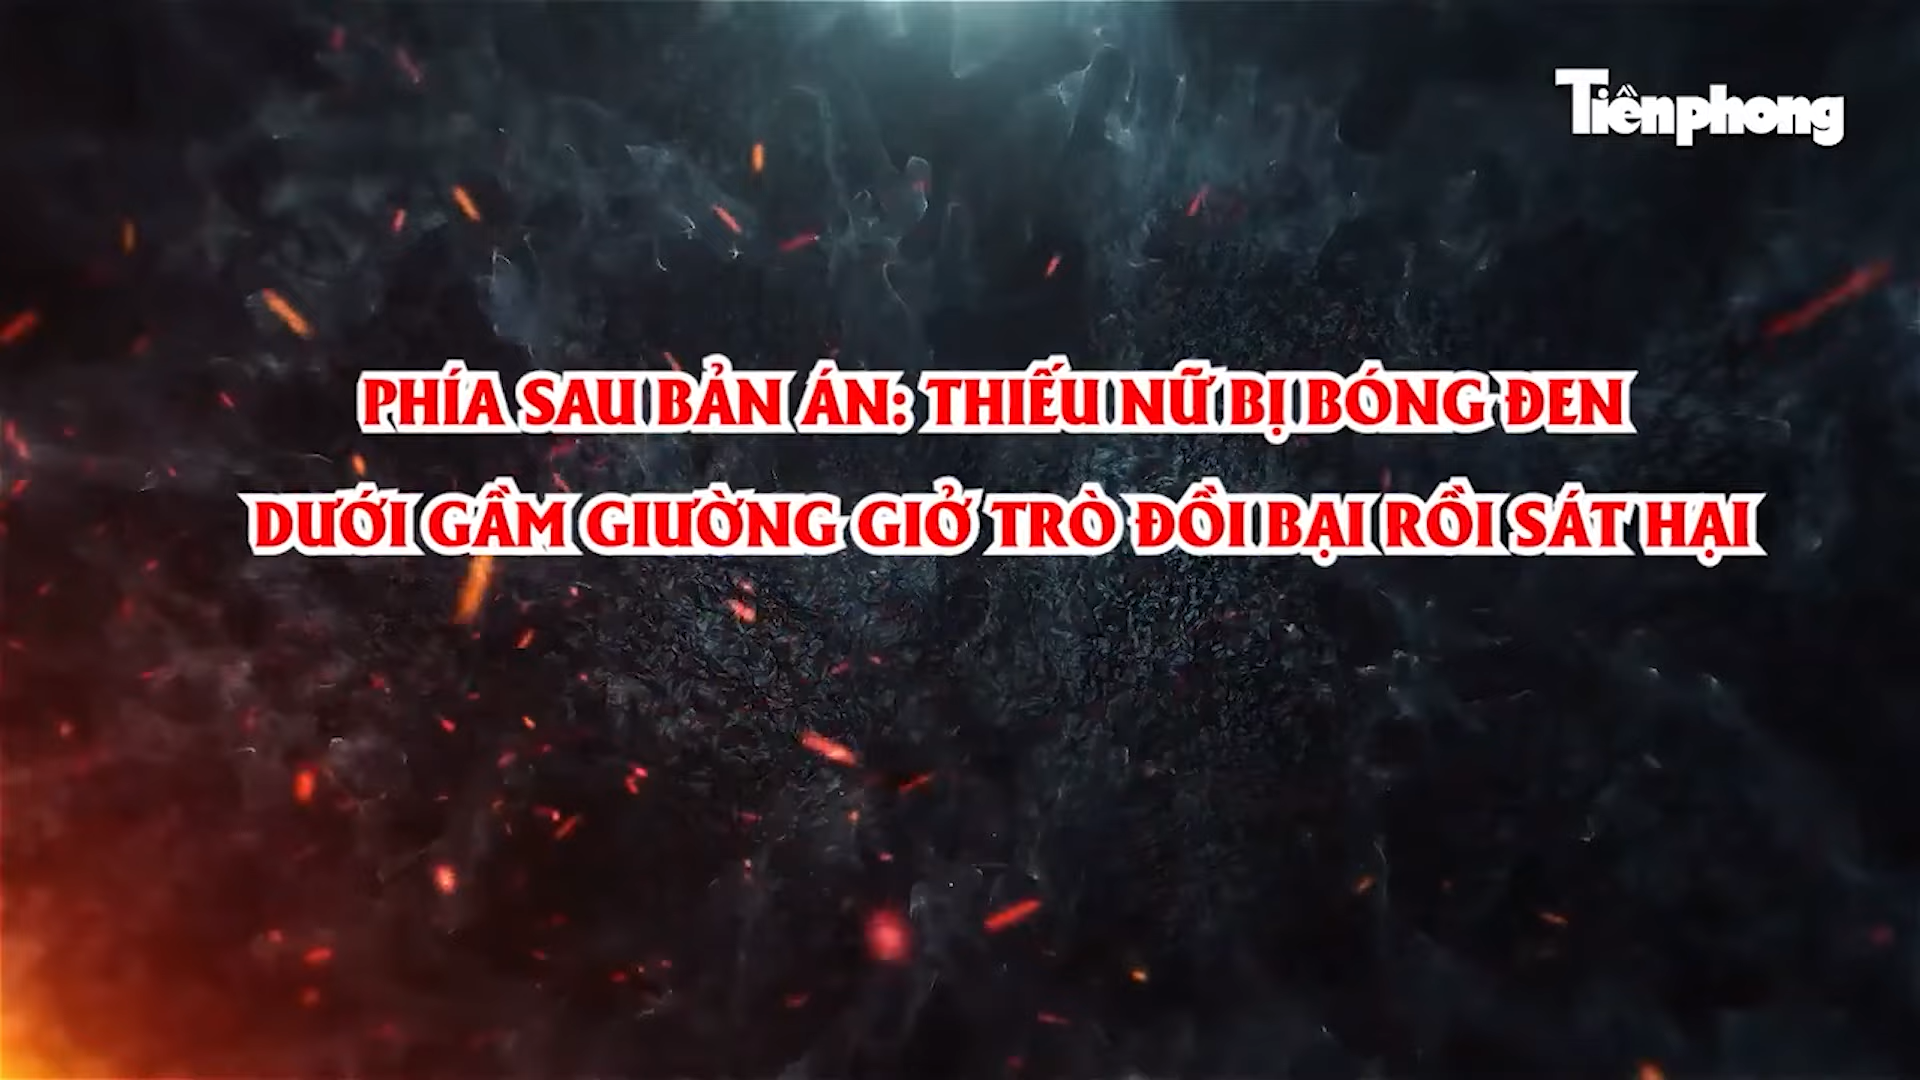 Tiềnphong
PHÍA SAU BẢN ÁN: THIẾU NỮ BỊ BÓNG ĐEN
DƯỚI GẦM GIƯỜNG GIỞ TRÒ ĐỒI BẠI RỒI SÁT HẠI